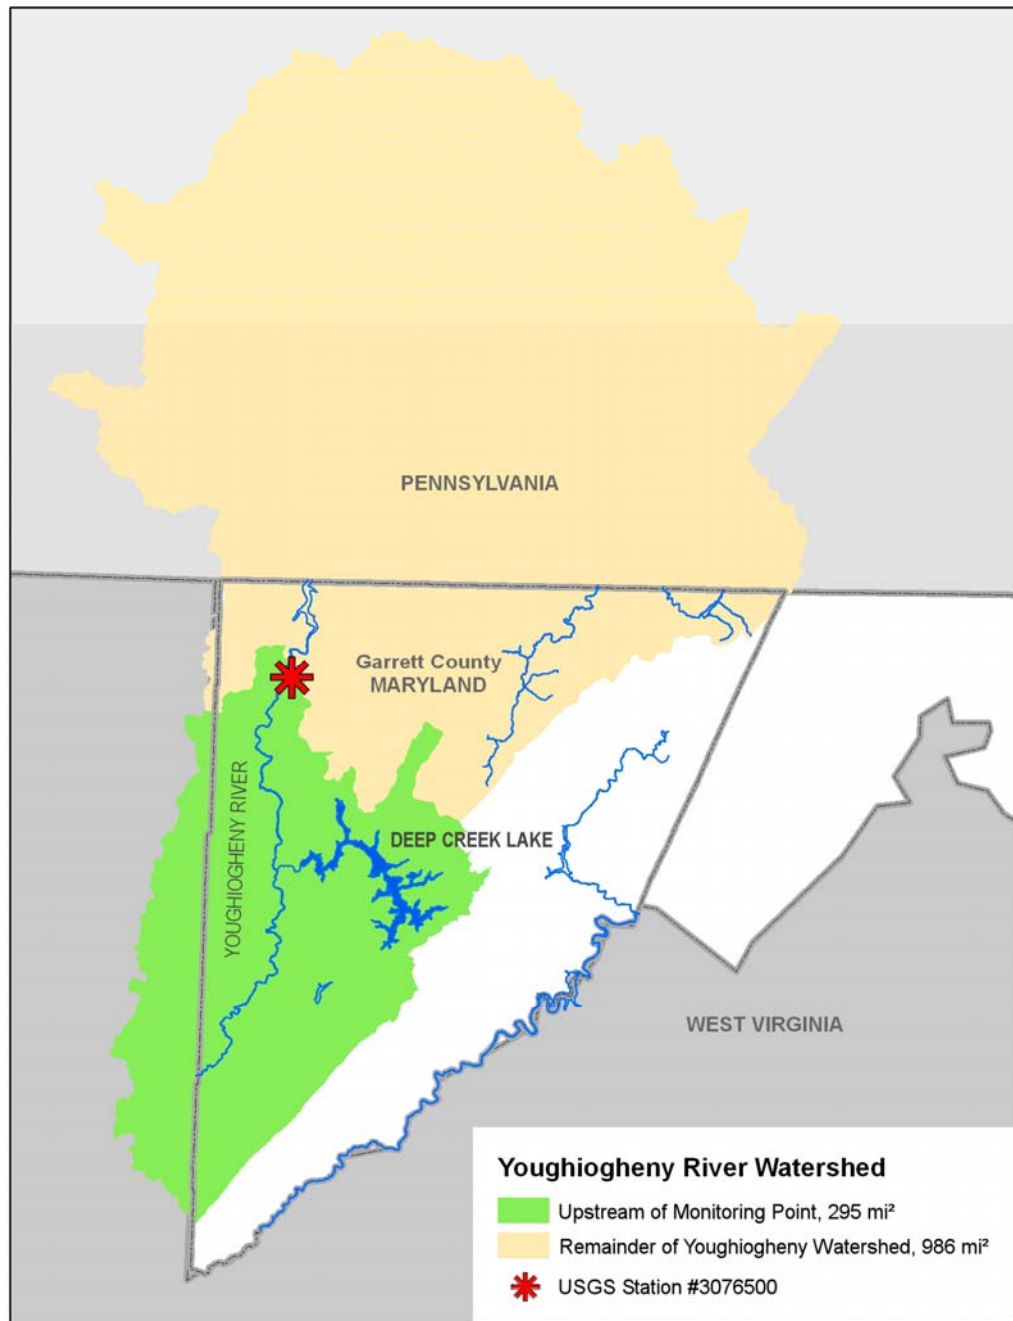 PENNSYLVANIA
Garrett County
MARYLAND
YOUGHIOGHENY RIVER
DEEP CREEK LAKE
WEST VIRGINIA
Youghiogheny River Watershed
Upstream of Monitoring Point, 295 mi²
Remainder of Youghiogheny Watershed, 986 mi²
USGS Station #3076500